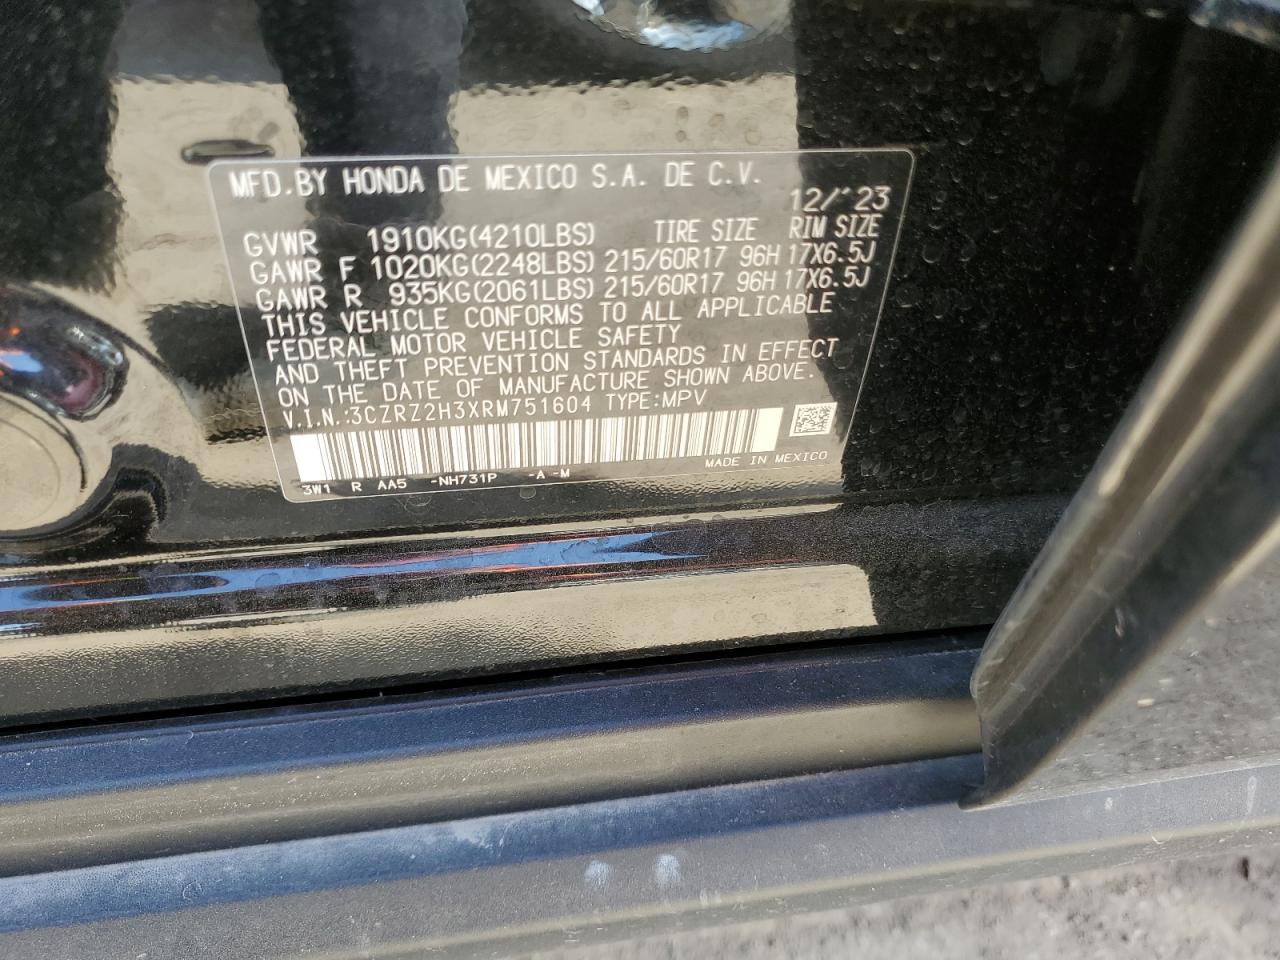 MFD.BY HONDA DE MEXICO S.A. DE C.V.
12/'23
GVWR 1910KG(4210LBS) TIRE SIZE RIM SIZE
GAWR F 1020KG(2248LBS) 215/60R17 96H 17X6.5J
GAWR R 935KG(2061LBS) 215/60R17 96H 17X6.5J
THIS VEHICLE CONFORMS TO ALL APPLICABLE
FEDERAL MOTOR VEHICLE SAFETY
AND THEFT PREVENTION STANDARDS IN EFFECT
ON THE DATE OF MANUFACTURE SHOWN ABOVE.
V.I.N.:3CZRZ2H3XRM751604 TYPE:MPV
3W1 R AA5 -NH731P -A -M MADE IN MEXICO